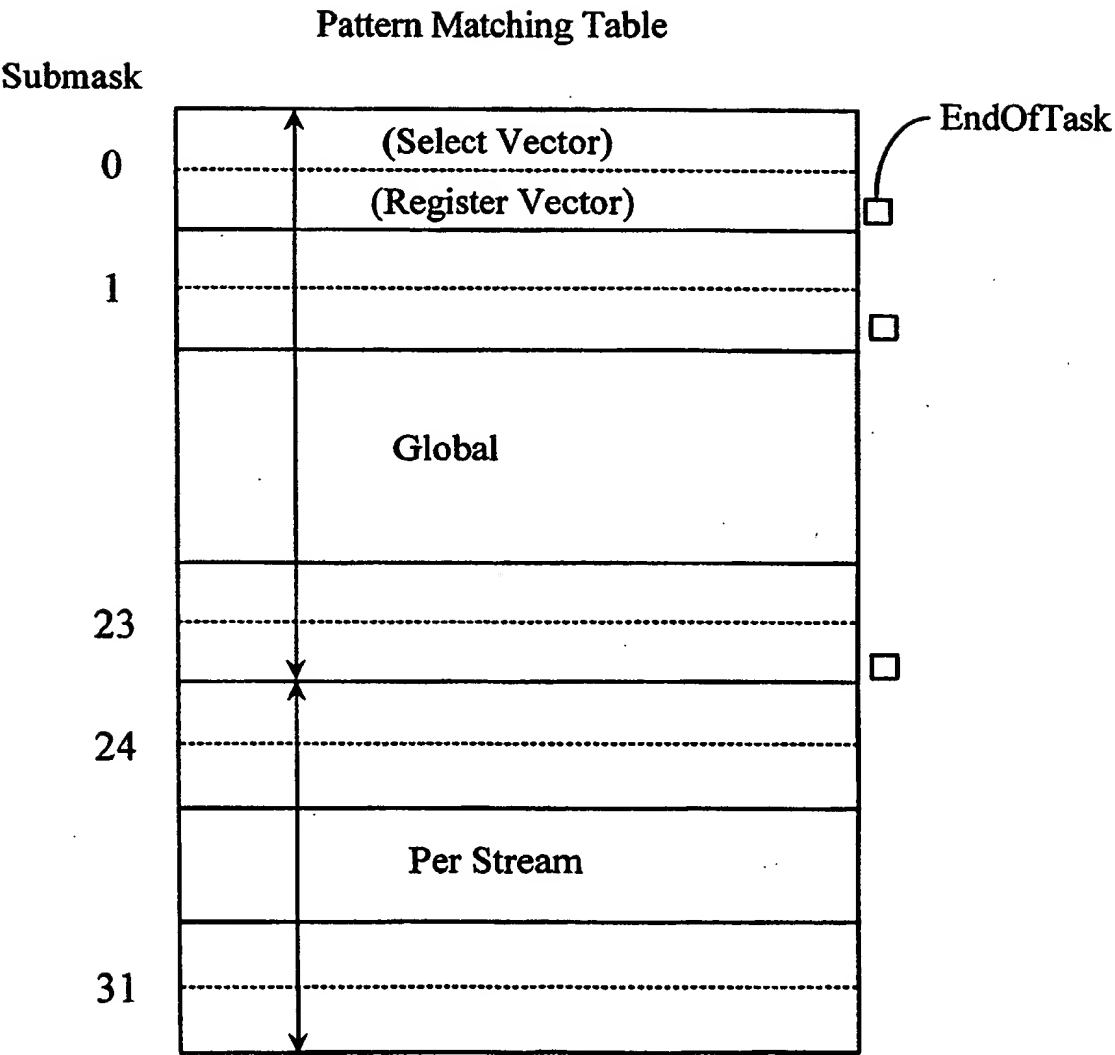 Pattern Matching Table
Submask
EndOfTask
0
(Select Vector)
(Register Vector)
1
Global
23
24
Per Stream
31